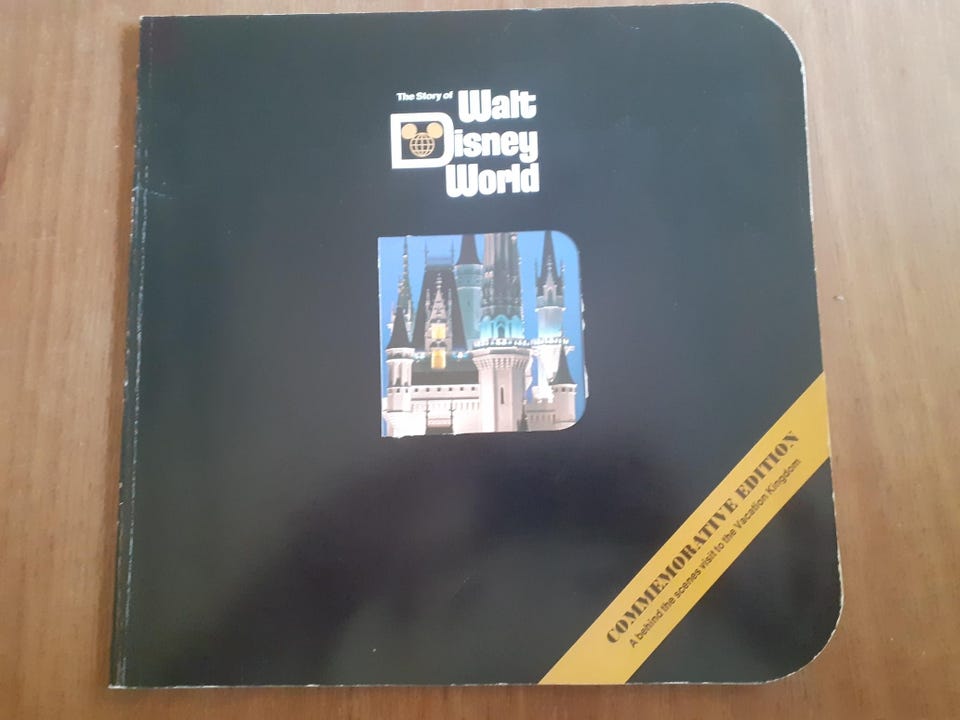 The Story of Walt
Disney
World
COMMEMORATIVE EDITION
A behind the scenes visit to the Vacation Kingdom